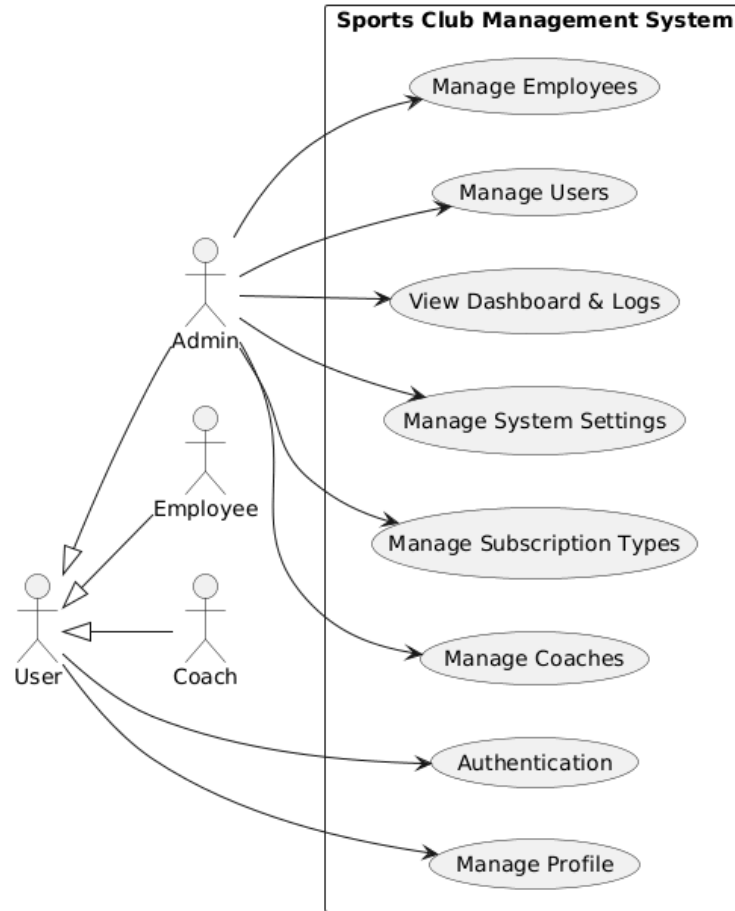 Sports Club Management System
Manage Employees
Manage Users
View Dashboard & Logs
Admin
Manage System Settings
Employee
Manage Subscription Types
User
Coach
Manage Coaches
Authentication
Manage Profile